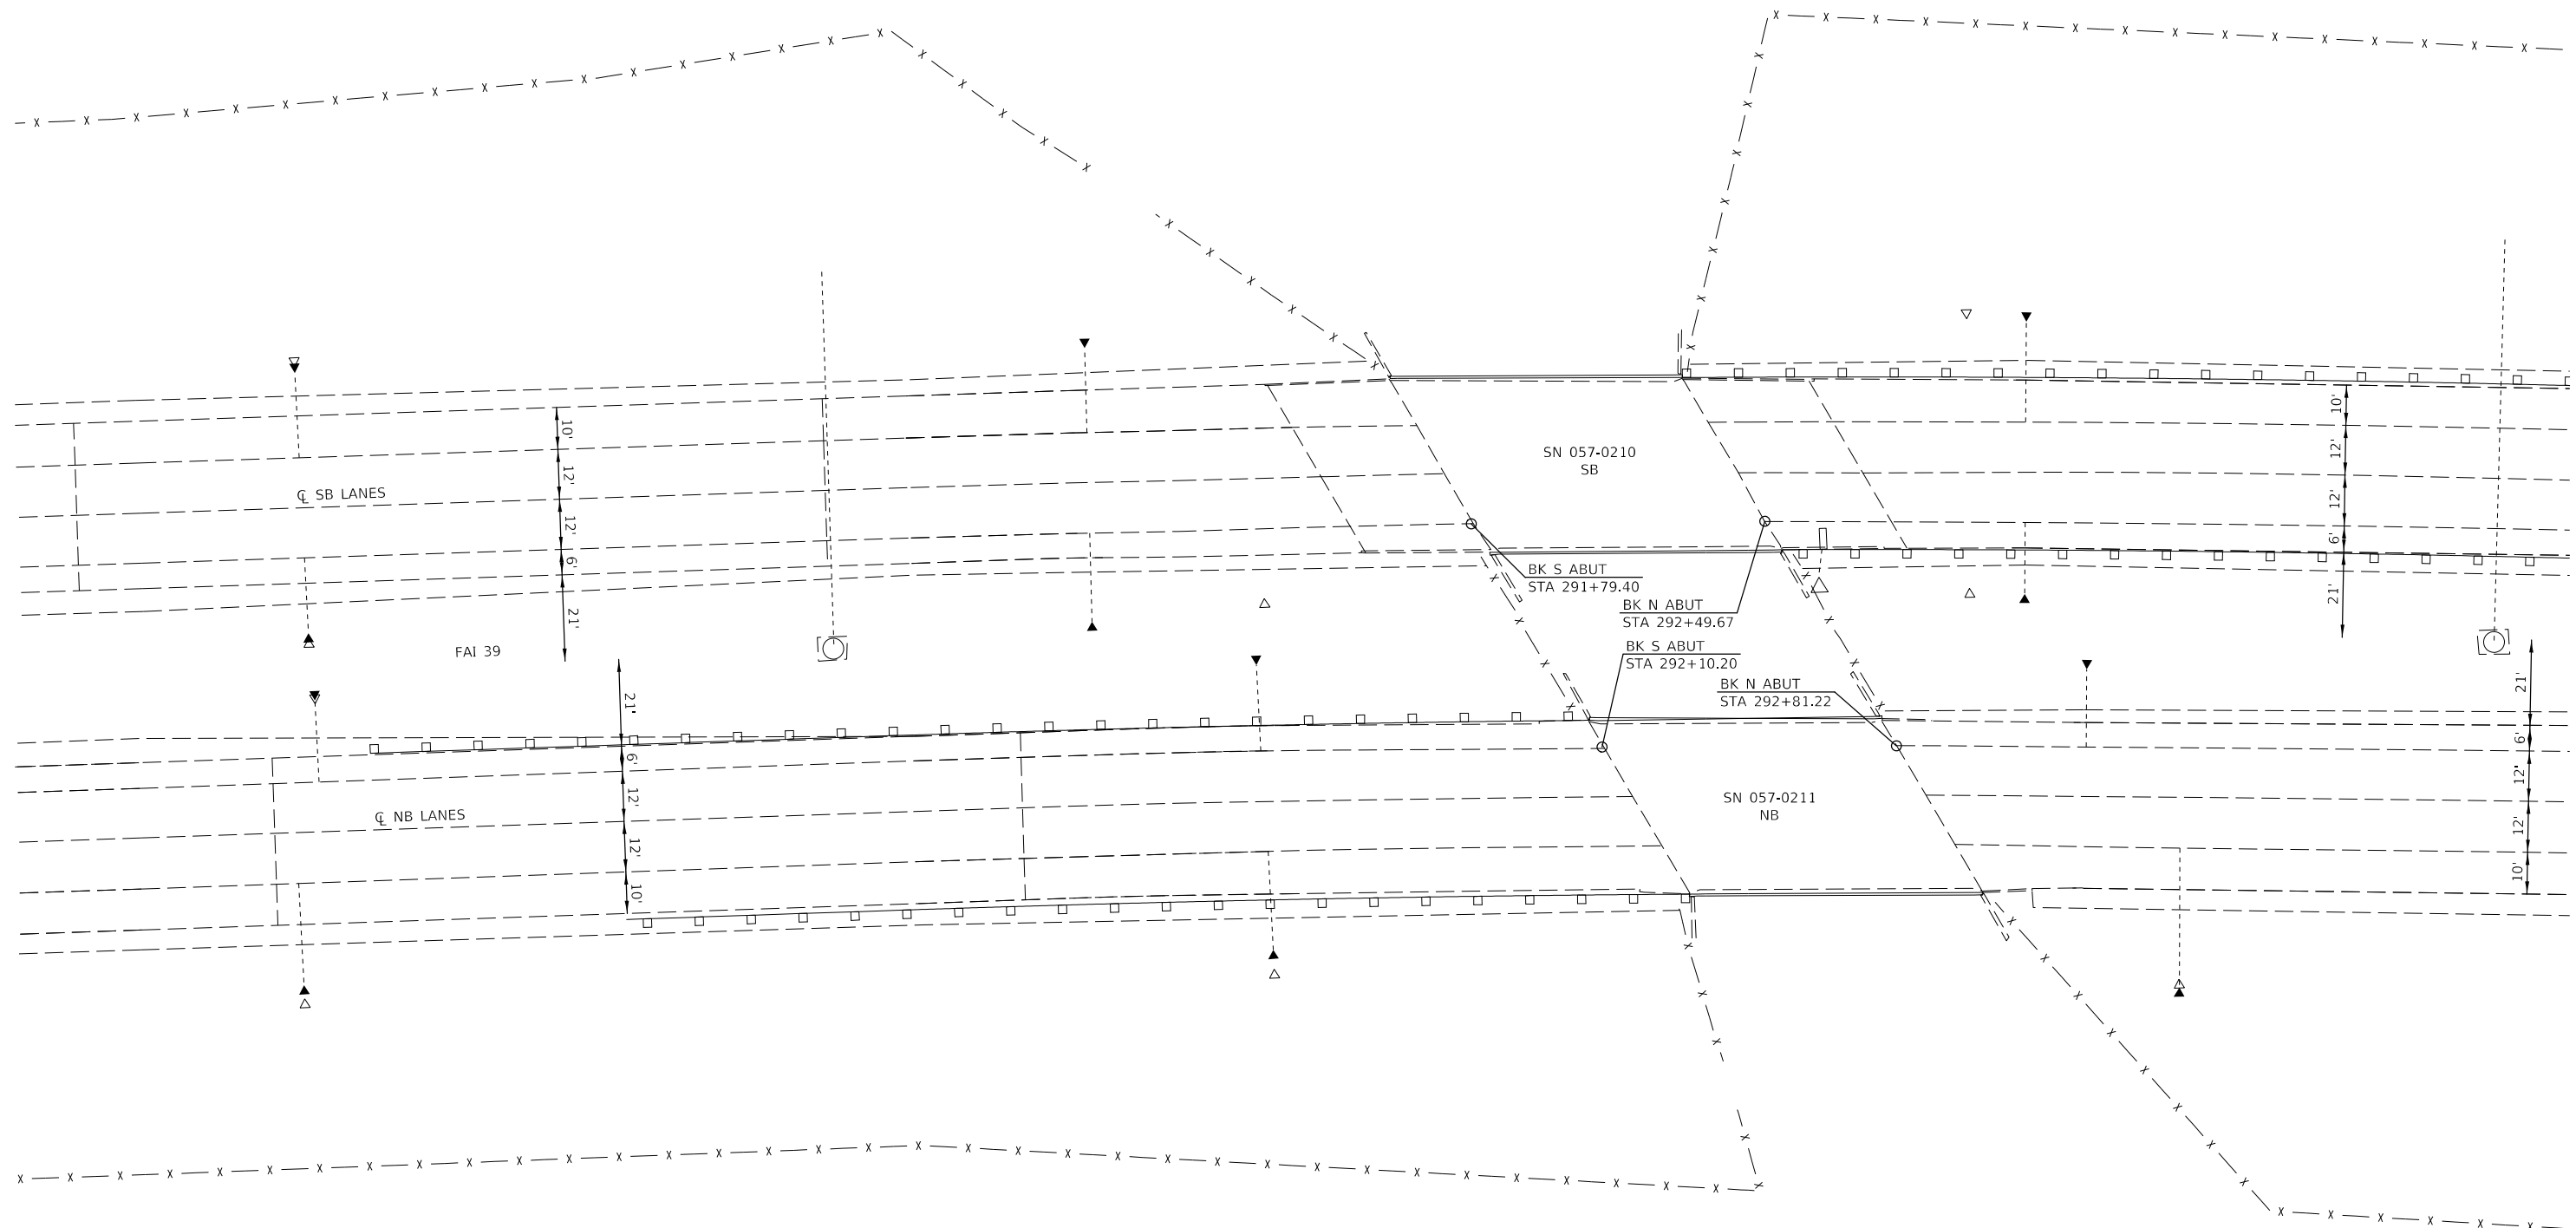 10'
12'
12'
6'
21'
℄ SB LANES
FAI 39
SN 057-0210
SB
10'
12'
12'
6'
21'
BK S ABUT
STA 291+79.40
BK N ABUT
STA 292+49.67
BK S ABUT
STA 292+10.20
BK N ABUT
STA 292+81.22
21'
6'
12'
12'
10'
℄ NB LANES
SN 057-0211
NB
21'
6'
12'
12'
10'